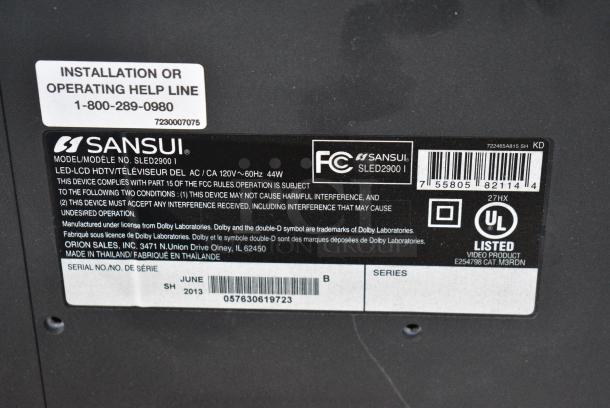 INSTALLATION OR
OPERATING HELP LINE
1-800-289-0980
7230007075
SANSUI.
MODEL/MODÈLE NO. SLED2900 I
LED-LCD HDTV/TÉLÉVISEUR DEL AC / CA 120V~60Hz 44W
THIS DEVICE COMPLIES WITH PART 15 OF THE FCC RULES OPERATION IS SUBJECT
TO THE FOLLOWING TWO CONDITIONS : (1) THIS DEVICE MAY NOT CAUSE HARMFUL INTERFERENCE, AND
(2) THIS DEVICE MUST ACCEPT ANY INTERFERENCE RECEIVED, INCLUDING INTERFERENCE THAT MAY CAUSE
UNDESIRED OPERATION.
Manufactured under license from Dolby Laboratories. Dolby and the double-D symbol are trademarks of Dolby Laboratories.
Fabriqué sous licence de Dolby Laboratories. Dolby et le symbole double-D sont des marques déposées de Dolby Laboratories.
ORION SALES, INC. 3471 N.Union Drive Olney, IL 62450
MADE IN THAILAND/ FABRIQUÉ EN THAILANDE
FC SANSUI
SLED2900 I
722465A815 SH KD
7 55805 82114 4
27HX
UL
LISTED
VIDEO PRODUCT
E254798 CAT. M3RDN
SERIAL NO./NO. DE SÉRIE
SH JUNE 2013
B
057630619723
SERIES